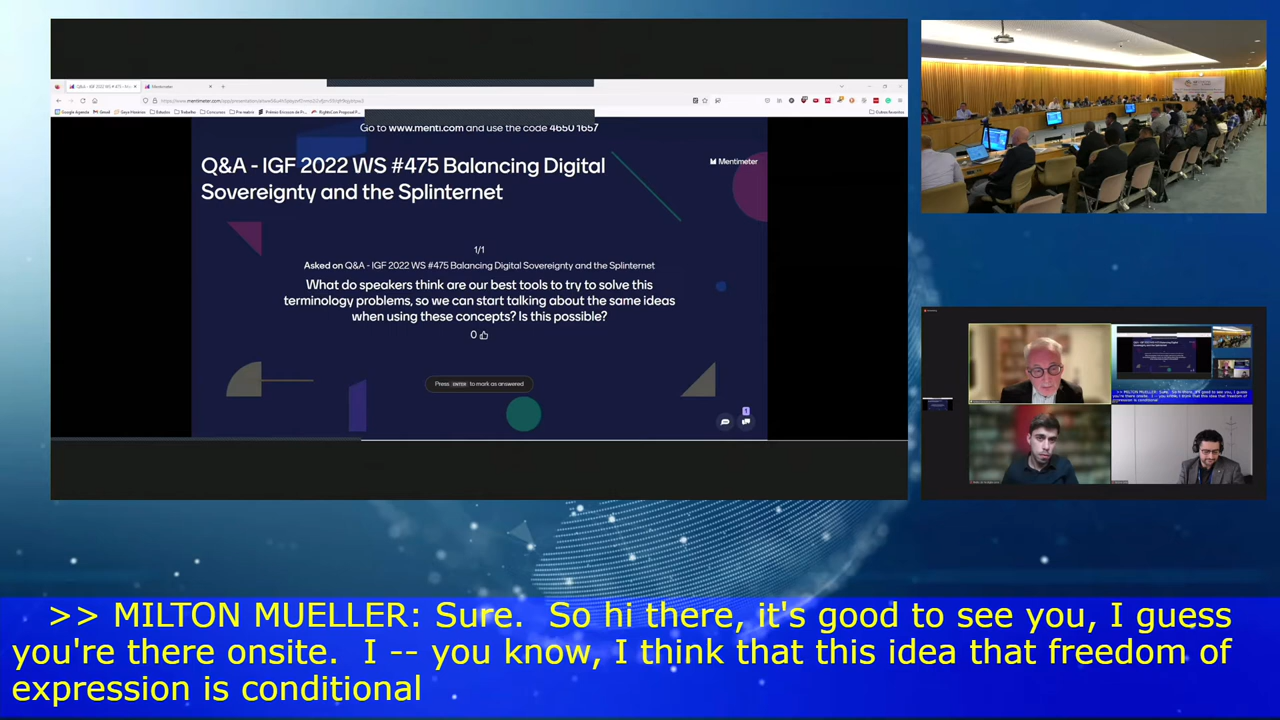 Go to www.menti.com and use the code 4650 1657
Q&A - IGF 2022 WS #475 Balancing Digital
Sovereignty and the Splinternet
Mentimeter
1/1
Asked on Q&A - IGF 2022 WS #475 Balancing Digital Sovereignty and the Splinternet
What do speakers think are our best tools to try to solve this
terminology problems, so we can start talking about the same ideas
when using these concepts? Is this possible?
0
Press ENTER to mark as answered
1
>> MILTON MUELLER: Sure. So hi there, it's good to see you, I guess
you're there onsite. I -- you know, I think that this idea that freedom of
expression is conditional